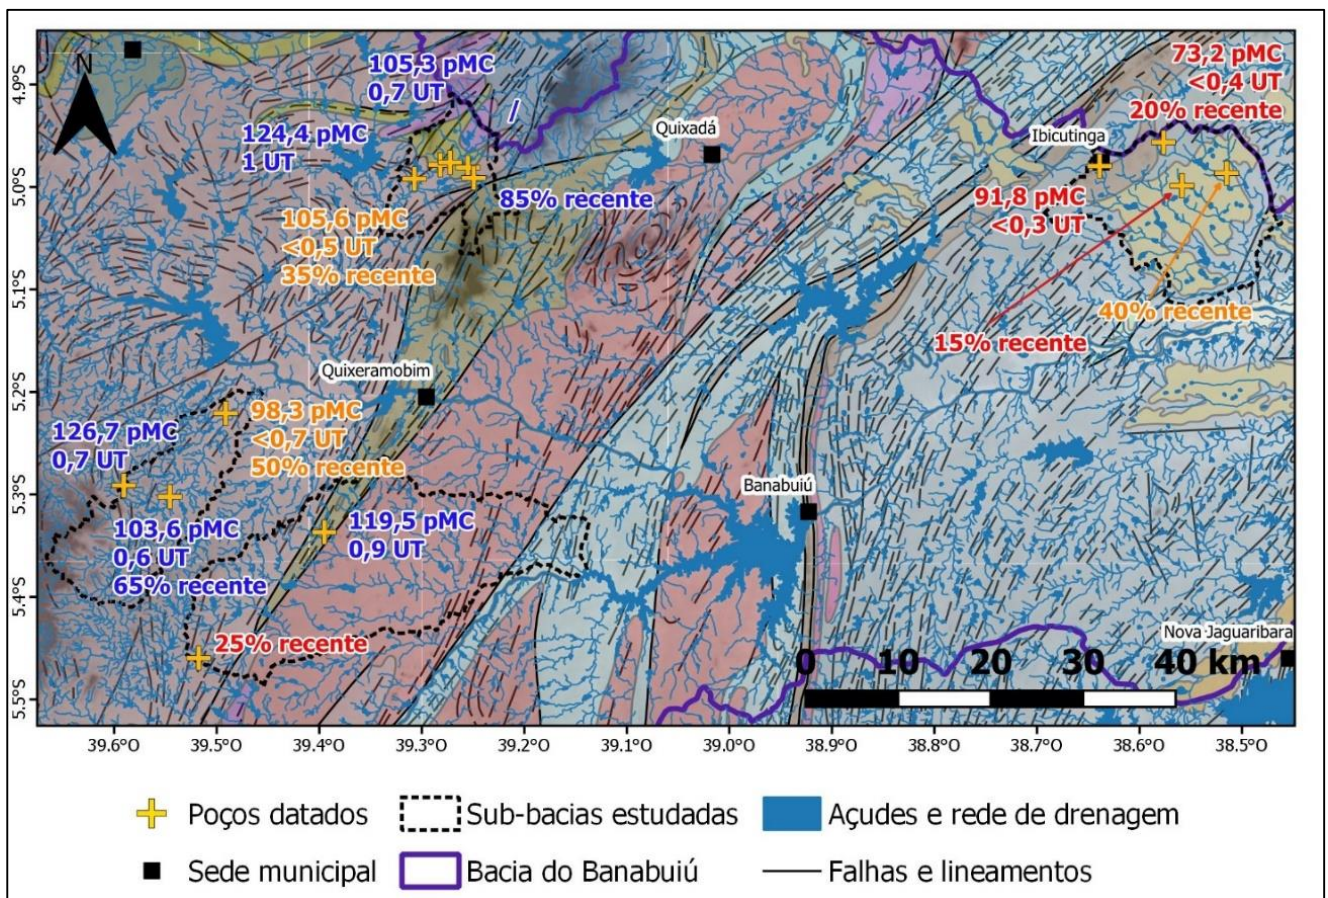 N
4.9°S
5.0°S
5.1°S
5.2°S
5.3°S
5.4°S
5.5°S
105,3 pMC
0,7 UT
124,4 pMC
1 UT
/
105,6 pMC
<0,5 UT
35% recente
85% recente
Quixadá
Ibicutinga
73,2 pMC
<0,4 UT
20% recente
91,8 pMC
<0,3 UT
15% recente
40% recente
Quixeramobim
98,3 pMC
<0,7 UT
50% recente
126,7 pMC
0,7 UT
103,6 pMC
0,6 UT
65% recente
119,5 pMC
0,9 UT
25% recente
Banabuiú
Nova Jaguaribara
0 10 20 30 40 km
39.6°O 39.5°O 39.4°O 39.3°O 39.2°O 39.1°O 39.0°O 38.9°O 38.8°O 38.7°O 38.6°O 38.5°O
Poços datados
Sub-bacias estudadas
Açudes e rede de drenagem
Sede municipal
Bacia do Banabuiú
Falhas e lineamentos